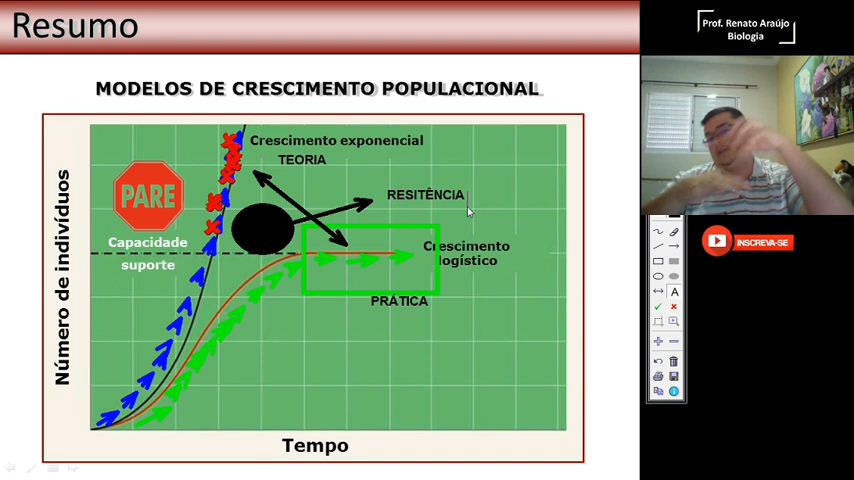 Resumo
Prof. Renato Araújo
Biologia
MODELOS DE CRESCIMENTO POPULACIONAL
Crescimento exponencial
TEORIA
PARE
RESITÊNCIA
Capacidade
suporte
Crescimento
logístico
PRÁTICA
Número de indivíduos
Tempo
INSCREVA-SE
A